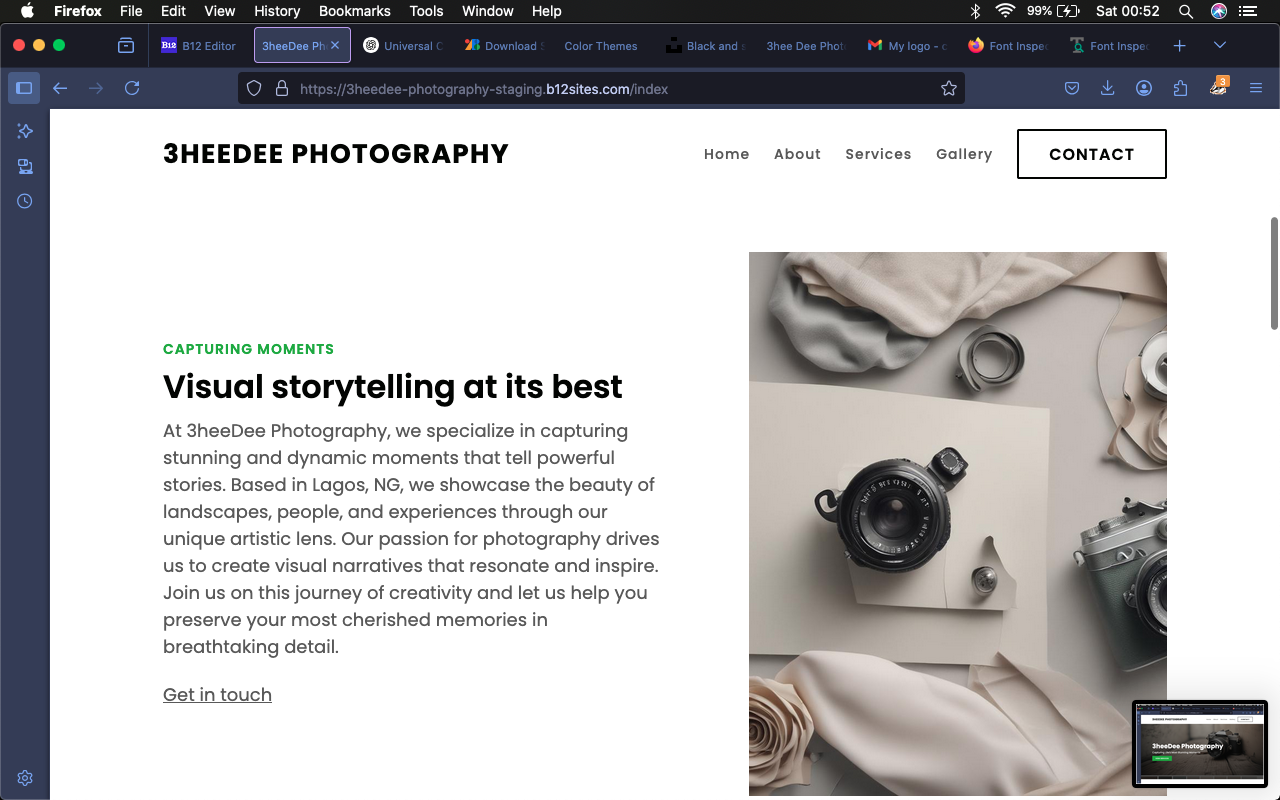 Firefox File Edit View History Bookmarks Tools Window Help 99% Sat 00:52
B12 B12 Editor 3heeDee Ph Universal C Download S Color Themes Black and s 3hee Dee Phot My logo - c Font Inspec Font Inspec
https://3heedee-photography-staging.b12sites.com/index 3
3HEEDEE PHOTOGRAPHY Home About Services Gallery CONTACT
CAPTURING MOMENTS
Visual storytelling at its best
At 3heeDee Photography, we specialize in capturing
stunning and dynamic moments that tell powerful
stories. Based in Lagos, NG, we showcase the beauty of
landscapes, people, and experiences through our
unique artistic lens. Our passion for photography drives
us to create visual narratives that resonate and inspire.
Join us on this journey of creativity and let us help you
preserve your most cherished memories in
breathtaking detail.
Get in touch
3HEEDEE PHOTOGRAPHY
3heeDee Photography